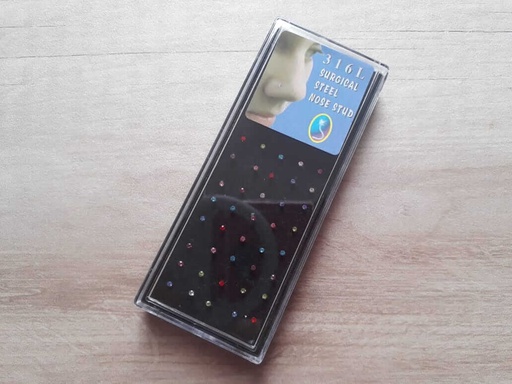 316L
SURGICAL
STEEL
NOSE STUD